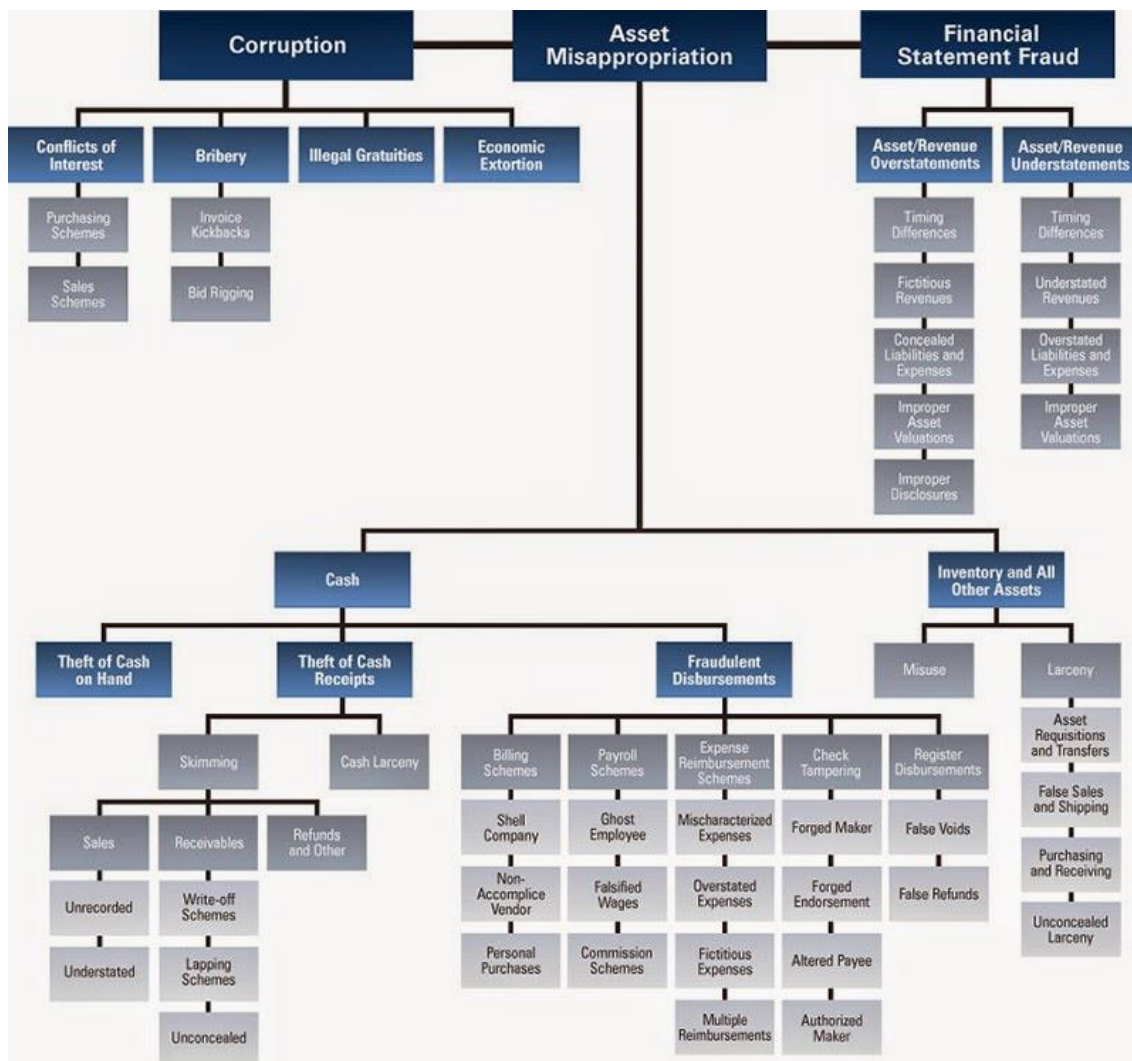 Corruption
Asset
Misappropriation
Financial
Statement Fraud
Conflicts of
Interest
Bribery
Illegal Gratuities
Economic
Extortion
Asset/Revenue
Overstatements
Asset/Revenue
Understatements
Purchasing
Schemes
Sales
Schemes
Invoice
Kickbacks
Bid Rigging
Timing
Differences
Fictitious
Revenues
Concealed
Liabilities and
Expenses
Improper
Asset
Valuations
Improper
Disclosures
Timing
Differences
Understated
Revenues
Overstated
Liabilities and
Expenses
Improper
Asset
Valuations
Cash
Inventory and All
Other Assets
Theft of Cash
on Hand
Theft of Cash
Receipts
Fraudulent
Disbursements
Misuse
Larceny
Skimming
Cash Larceny
Sales
Receivables
Refunds
and Other
Unrecorded
Understated
Write-off
Schemes
Lapping
Schemes
Unconcealed
Billing
Schemes
Shell
Company
Non-
Accomplice
Vendor
Personal
Purchases
Payroll
Schemes
Ghost
Employee
Falsified
Wages
Commission
Schemes
Expense
Reimbursement
Schemes
Mischaracterized
Expenses
Overstated
Expenses
Fictitious
Expenses
Multiple
Reimbursements
Check
Tampering
Forged Maker
Forged
Endorsement
Altered Payee
Authorized
Maker
Register
Disbursements
False Voids
False Refunds
Asset
Requisitions
and Transfers
False Sales
and Shipping
Purchasing
and Receiving
Unconcealed
Larceny